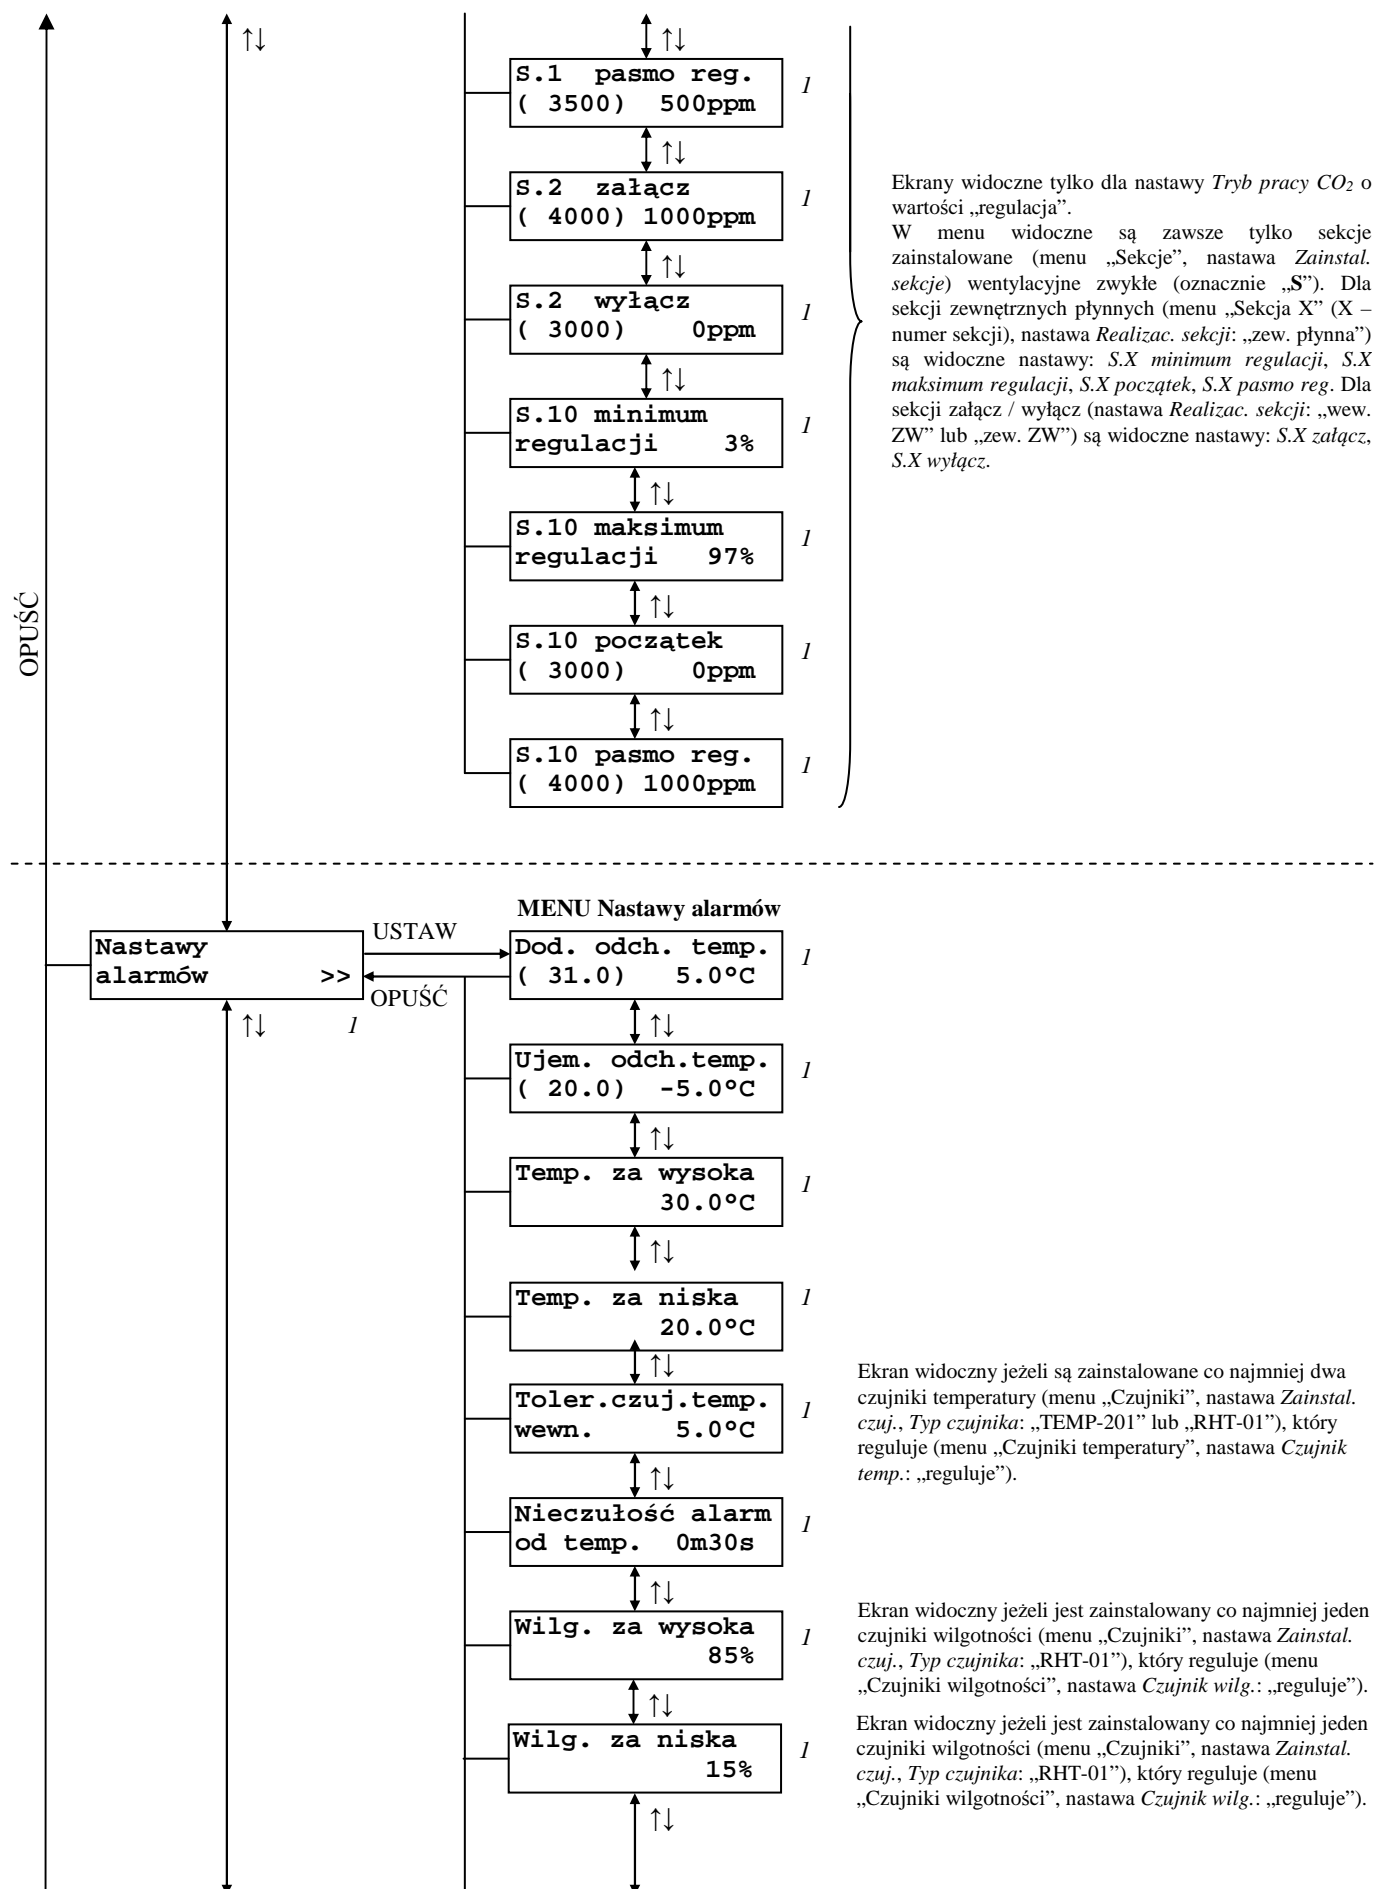 ↑↓
↑↓
S.1 pasmo reg.
( 3500) 500ppm
1
↑↓
S.2 załącz
( 4000) 1000ppm
1
↑↓
S.2 wyłącz
( 3000) 0ppm
1
↑↓
S.10 minimum
regulacji 3%
1
↑↓
S.10 maksimum
regulacji 97%
1
↑↓
S.10 początek
( 3000) 0ppm
1
↑↓
S.10 pasmo reg.
( 4000) 1000ppm
1
Ekrany widoczne tylko dla nastawy Tryb pracy CO₂ o
wartości „regulacja”.
W menu widoczne są zawsze tylko sekcje
zainstalowane (menu „Sekcje”, nastawa Zainstal.
sekcje) wentylacyjne zwykłe (oznacznie „S”). Dla
sekcji zewnętrznych płynnych (menu „Sekcja X” (X –
numer sekcji), nastawa Realizac. sekcji: „zew. płynna”)
są widoczne nastawy: S.X minimum regulacji, S.X
maksimum regulacji, S.X początek, S.X pasmo reg. Dla
sekcji załącz / wyłącz (nastawa Realizac. sekcji: „wew.
ZW” lub „zew. ZW”) są widoczne nastawy: S.X załącz,
S.X wyłącz.
OPUŚĆ
MENU Nastawy alarmów
Nastawy
alarmów >>
USTAW
OPUŚĆ
↑↓
1
Dod. odch. temp.
( 31.0) 5.0°C
1
↑↓
Ujem. odch.temp.
( 20.0) -5.0°C
1
↑↓
Temp. za wysoka
30.0°C
1
↑↓
Temp. za niska
20.0°C
1
↑↓
Toler.czuj.temp.
wewn. 5.0°C
1
Ekran widoczny jeżeli są zainstalowane co najmniej dwa
czujniki temperatury (menu „Czujniki”, nastawa Zainstal.
czuj., Typ czujnika: „TEMP-201” lub „RHT-01”), który
reguluje (menu „Czujniki temperatury”, nastawa Czujnik
temp.: „reguluje”).
↑↓
Nieczułość alarm
od temp. 0m30s
1
↑↓
Wilg. za wysoka
85%
1
Ekran widoczny jeżeli jest zainstalowany co najmniej jeden
czujniki wilgotności (menu „Czujniki”, nastawa Zainstal.
czuj., Typ czujnika: „RHT-01”), który reguluje (menu
„Czujniki wilgotności”, nastawa Czujnik wilg.: „reguluje”).
↑↓
Wilg. za niska
15%
1
Ekran widoczny jeżeli jest zainstalowany co najmniej jeden
czujniki wilgotności (menu „Czujniki”, nastawa Zainstal.
czuj., Typ czujnika: „RHT-01”), który reguluje (menu
„Czujniki wilgotności”, nastawa Czujnik wilg.: „reguluje”).
↑↓